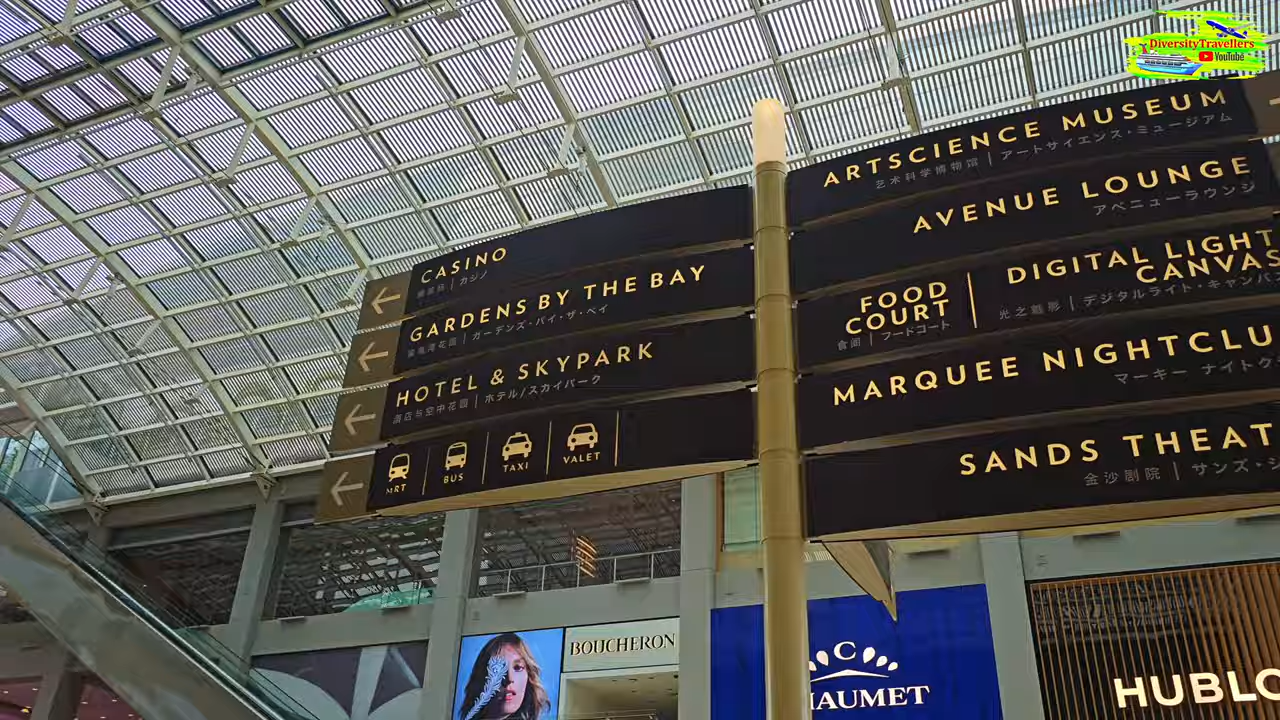 DiversityTravellers
YouTube
CASINO
カジノ
GARDENS BY THE BAY
滨海湾花园 | ガーデンズ・バイ・ザ・ベイ
HOTEL & SKYPARK
酒店与空中花园 | ホテル/スカイパーク
MRT
BUS
TAXI
VALET
ARTSCIENCE MUSEUM
艺术科学博物馆 | アートサイエンス・ミュージアム
AVENUE LOUNGE
アベニューラウンジ
FOOD
COURT
食阁 | フードコート
DIGITAL LIGHT
CANVAS
光之魅影 | デジタルライト・キャンバ
MARQUEE NIGHTCLU
マーキー ナイトク
SANDS THEAT
金沙剧院 | サンズ・シ
BOUCHERON
C
HAUMET
HUBLO